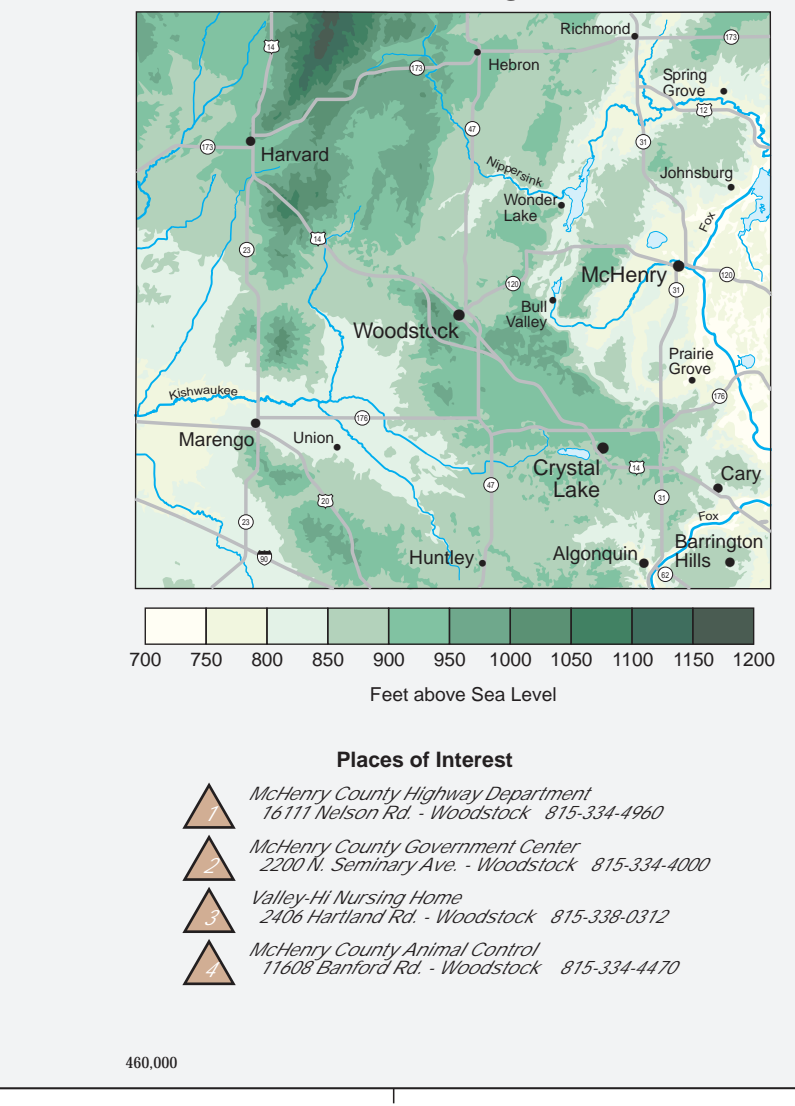 Richmond
14
173
173
Hebron
Spring
Grove
12
47
31
173
Harvard
Nippersink
Johnsburg
Wonder
Lake
Fox
14
23
McHenry
120
120
31
Bull
Valley
Woodstock
Prairie
Grove
Kishwaukee
176
176
Marengo
Union
Crystal
Lake
14
Cary
47
31
20
Fox
23
90
Huntley
Algonquin
Barrington
Hills
62
700 750 800 850 900 950 1000 1050 1100 1150 1200
Feet above Sea Level
Places of Interest
1
McHenry County Highway Department
16111 Nelson Rd. - Woodstock 815-334-4960
2
McHenry County Government Center
2200 N. Seminary Ave. - Woodstock 815-334-4000
3
Valley-Hi Nursing Home
2406 Hartland Rd. - Woodstock 815-338-0312
4
McHenry County Animal Control
11608 Banford Rd. - Woodstock 815-334-4470
460,000